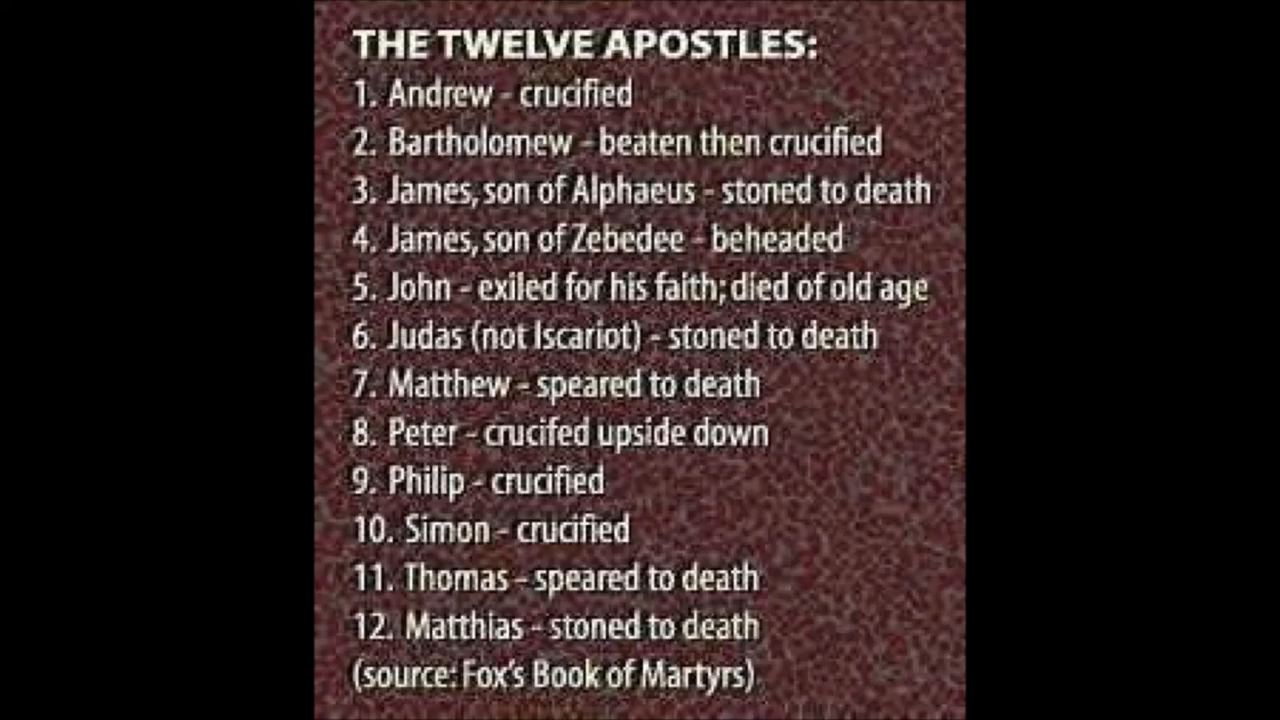 THE TWELVE APOSTLES:
1. Andrew - crucified
2. Bartholomew - beaten then crucified
3. James, son of Alphaeus - stoned to death
4. James, son of Zebedee - beheaded
5. John - exiled for his faith; died of old age
6. Judas (not Iscariot) - stoned to death
7. Matthew - speared to death
8. Peter - crucifed upside down
9. Philip - crucified
10. Simon - crucified
11. Thomas - speared to death
12. Matthias - stoned to death
(source: Fox's Book of Martyrs)